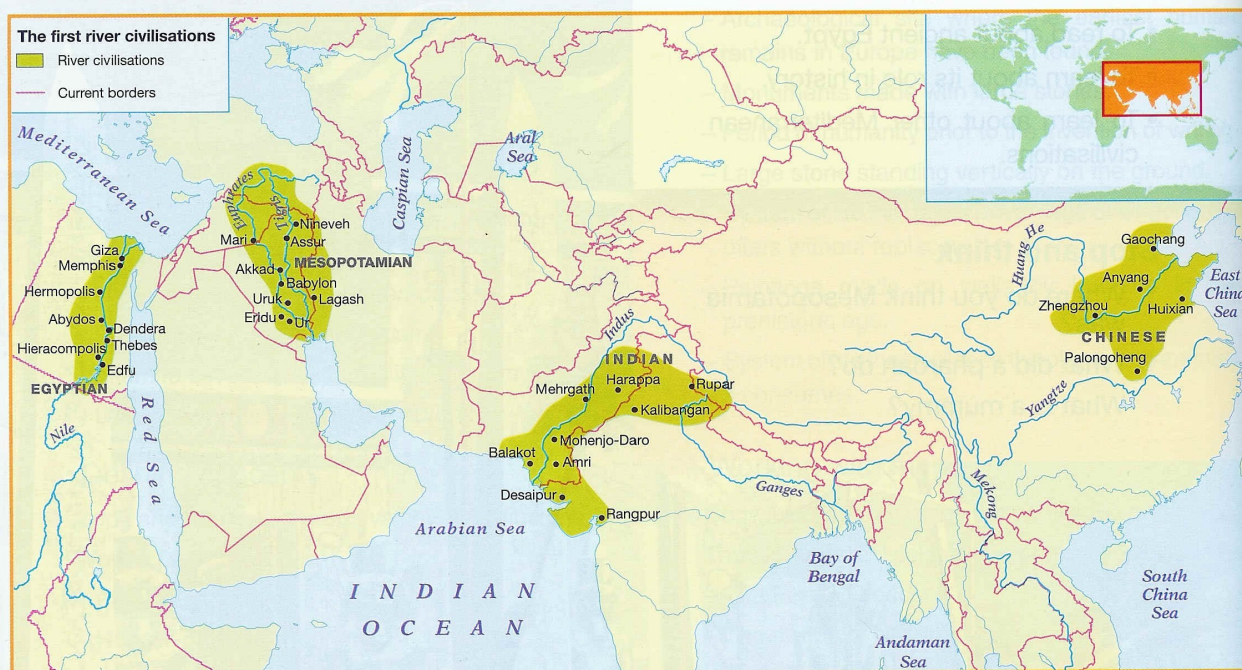 The first river civilisations
River civilisations
Current borders
Mediterranean Sea
Caspian Sea
Aral
Sea
Euphrates
Tigris
Nineveh
Mari
Assur
MESOPOTAMIAN
Akkad
Babylon
Uruk
Lagash
Eridu
Ur
Giza
Memphis
Hermopolis
Abydos
Dendera
Thebes
Hieracompolis
Edfu
EGYPTIAN
Nile
Red Sea
Indus
INDIAN
Mehrgath
Harappa
Rupar
Kalibangan
Mohenjo-Daro
Balakot
Amri
Desaipur
Rangpur
Ganges
Arabian Sea
INDIAN
OCEAN
Bay of
Bengal
Andaman
Sea
Mekong
Huang He
Gaochang
Anyang
Zhengzhou
Huixian
CHINESE
Palongoheng
Yangtze
East
China
Sea
South
China
Sea